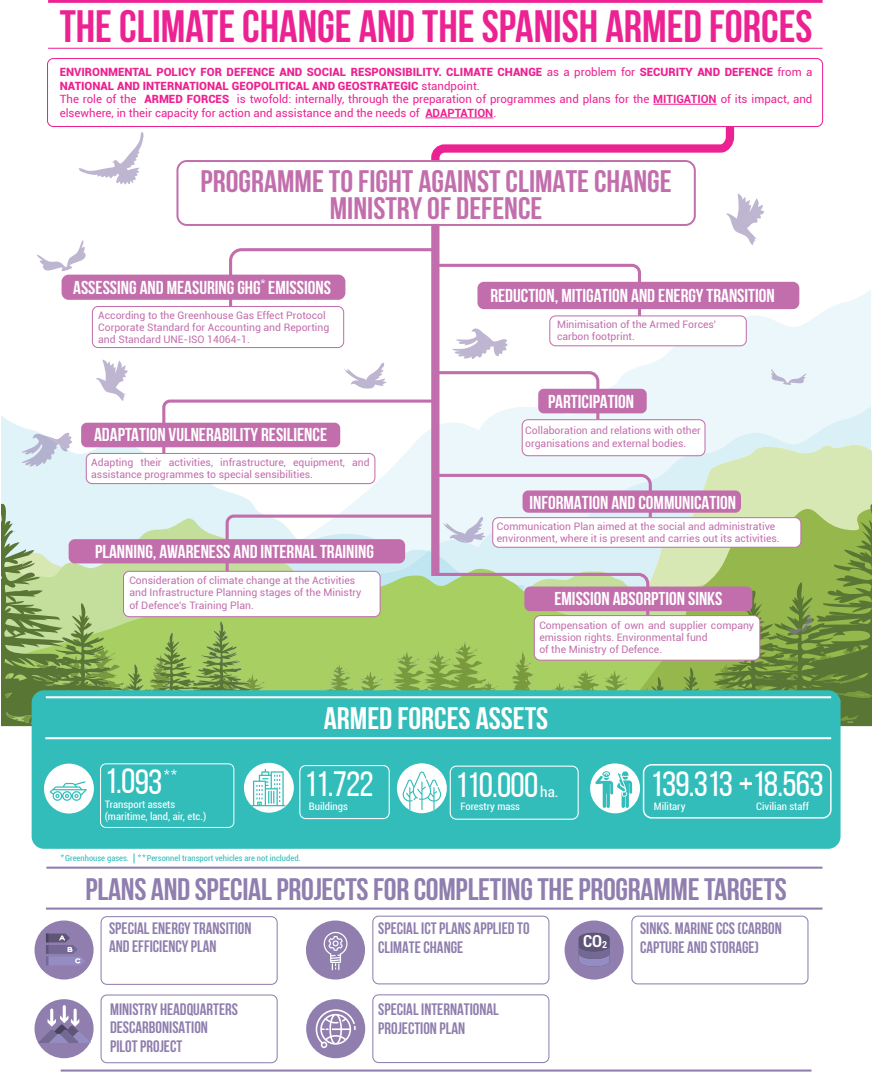 THE CLIMATE CHANGE AND THE SPANISH ARMED FORCES
ENVIRONMENTAL POLICY FOR DEFENCE AND SOCIAL RESPONSIBILITY. CLIMATE CHANGE as a problem for SECURITY AND DEFENCE from a
NATIONAL AND INTERNATIONAL GEOPOLITICAL AND GEOSTRATEGIC standpoint.
The role of the ARMED FORCES is twofold: internally, through the preparation of programmes and plans for the MITIGATION of its impact, and
elsewhere, in their capacity for action and assistance and the needs of ADAPTATION.
PROGRAMME TO FIGHT AGAINST CLIMATE CHANGE
MINISTRY OF DEFENCE
ASSESSING AND MEASURING GHG* EMISSIONS
According to the Greenhouse Gas Effect Protocol
Corporate Standard for Accounting and Reporting
and Standard UNE-ISO 14064-1.
REDUCTION, MITIGATION AND ENERGY TRANSITION
Minimisation of the Armed Forces'
carbon footprint.
PARTICIPATION
Collaboration and relations with other
organisations and external bodies.
ADAPTATION VULNERABILITY RESILIENCE
Adapting their activities, infrastructure, equipment, and
assistance programmes to special sensibilities.
INFORMATION AND COMMUNICATION
Communication Plan aimed at the social and administrative
environment, where it is present and carries out its activities.
PLANNING, AWARENESS AND INTERNAL TRAINING
Consideration of climate change at the Activities
and Infrastructure Planning stages of the Ministry
of Defence's Training Plan.
EMISSION ABSORPTION SINKS
Compensation of own and supplier company
emission rights. Environmental fund
of the Ministry of Defence.
ARMED FORCES ASSETS
1.093**
Transport assets
(maritime, land, air, etc.)
11.722
Buildings
110.000 ha.
Forestry mass
139.313 +18.563
Military Civilian staff
*Greenhouse gases. | **Personnel transport vehicles are not included.
PLANS AND SPECIAL PROJECTS FOR COMPLETING THE PROGRAMME TARGETS
A
B
C
SPECIAL ENERGY TRANSITION
AND EFFICIENCY PLAN
SPECIAL ICT PLANS APPLIED TO
CLIMATE CHANGE
CO2
SINKS. MARINE CCS (CARBON
CAPTURE AND STORAGE)
MINISTRY HEADQUARTERS
DESCARBONISATION
PILOT PROJECT
SPECIAL INTERNATIONAL
PROJECTION PLAN